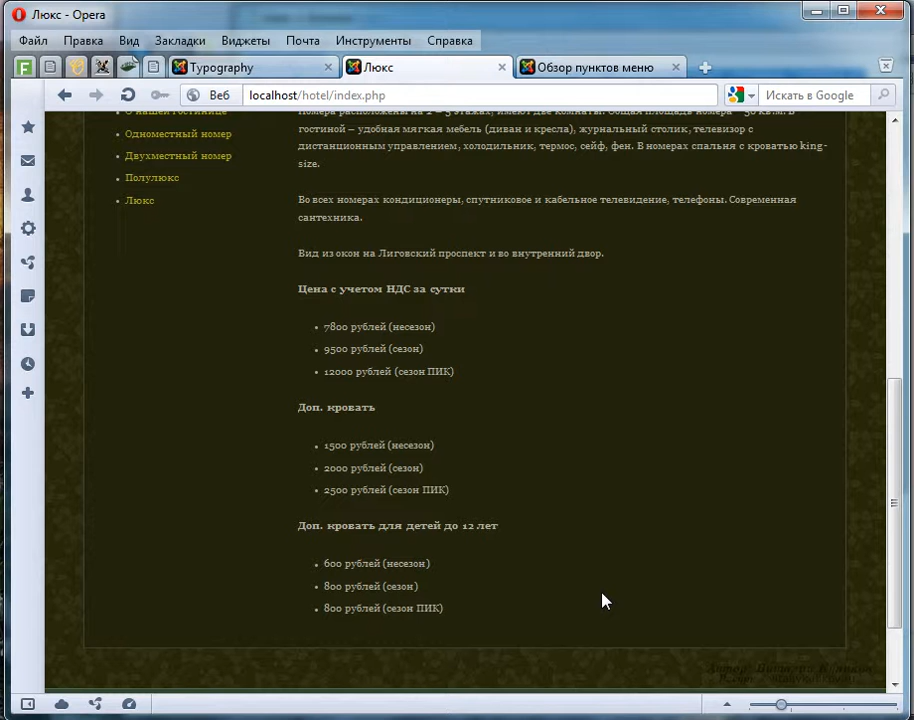 Люкс - Opera
Файл Правка Вид Закладки Виджеты Почта Инструменты Справка
F Typography Люкс Обзор пунктов меню
Веб localhost/hotel/index.php Искать в Google
О нашей гостинице
Одноместный номер
Двухместный номер
Полулюкс
Люкс
Номера расположены на 2 – 5 этажах, имеют две комнаты. Общая площадь номера – 50 кв.м. В
гостиной – удобная мягкая мебель (диван и кресла), журнальный столик, телевизор с
дистанционным управлением, холодильник, термос, сейф, фен. В номерах спальня с кроватью king-
size.
Во всех номерах кондиционеры, спутниковое и кабельное телевидение, телефоны. Современная
сантехника.
Вид из окон на Лиговский проспект и во внутренний двор.
Цена с учетом НДС за сутки
7800 рублей (несезон)
9500 рублей (сезон)
12000 рублей (сезон ПИК)
Доп. кровать
1500 рублей (несезон)
2000 рублей (сезон)
2500 рублей (сезон ПИК)
Доп. кровать для детей до 12 лет
600 рублей (несезон)
800 рублей (сезон)
800 рублей (сезон ПИК)
Автор: Виталий